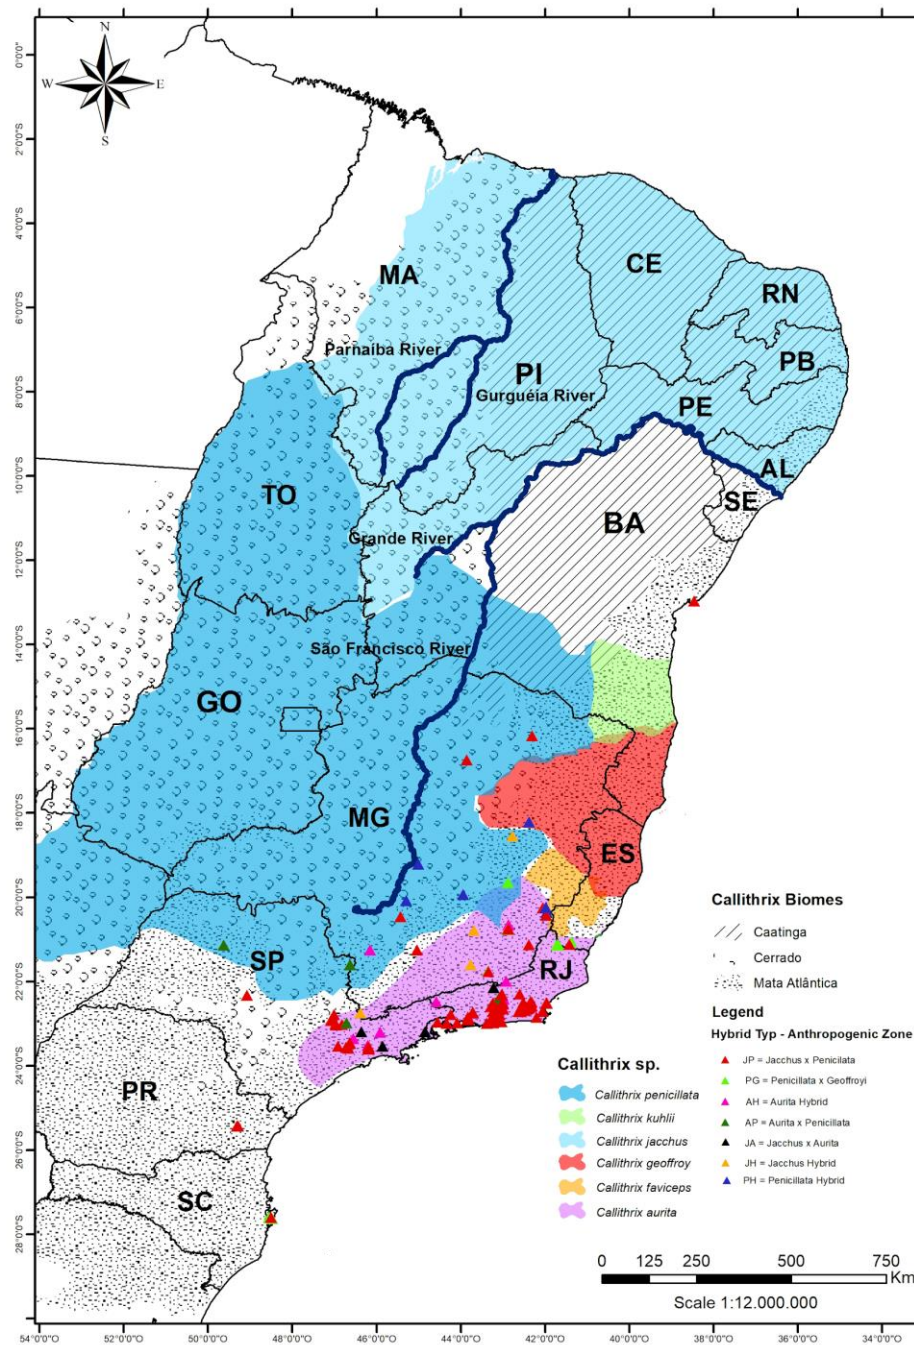 N
W
E
S
0°0'0"
2°0'0"S
4°0'0"S
6°0'0"S
8°0'0"S
10°0'0"S
12°0'0"S
14°0'0"S
16°0'0"S
18°0'0"S
20°0'0"S
22°0'0"S
24°0'0"S
26°0'0"S
28°0'0"S
MA
CE
RN
Parnaiba River
PI
PB
Gurguéia River
PE
AL
TO
SE
BA
Grande River
São Francisco River
GO
MG
ES
SP
RJ
PR
SC
Callithrix Biomes
Caatinga
Cerrado
Mata Atlântica
Legend
Hybrid Typ - Anthropogenic Zone
JP = Jacchus x Penicilata
PG = Penicillata x Geoffroyi
AH = Aurita Hybrid
AP = Aurita x Penicillata
JA = Jacchus x Aurita
JH = Jacchus Hybrid
PH = Penicillata Hybrid
Callithrix sp.
Callithrix penicillata
Callithrix kuhlii
Callithrix jacchus
Callithrix geoffroy
Callithrix faviceps
Callithrix aurita
0 125 250 500 750
Km
Scale 1:12.000.000
54°0'0"O 52°0'0"O 50°0'0"O 48°0'0"O 46°0'0"O 44°0'0"O 42°0'0"O 40°0'0"O 38°0'0"O 36°0'0"O 34°0'0"O